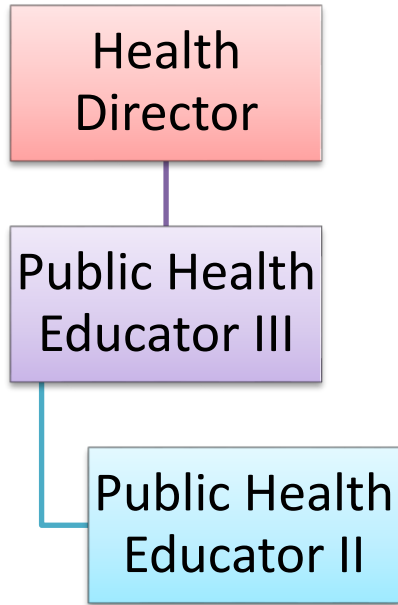 Health
Director
Public Health
Educator III
Public Health
Educator II